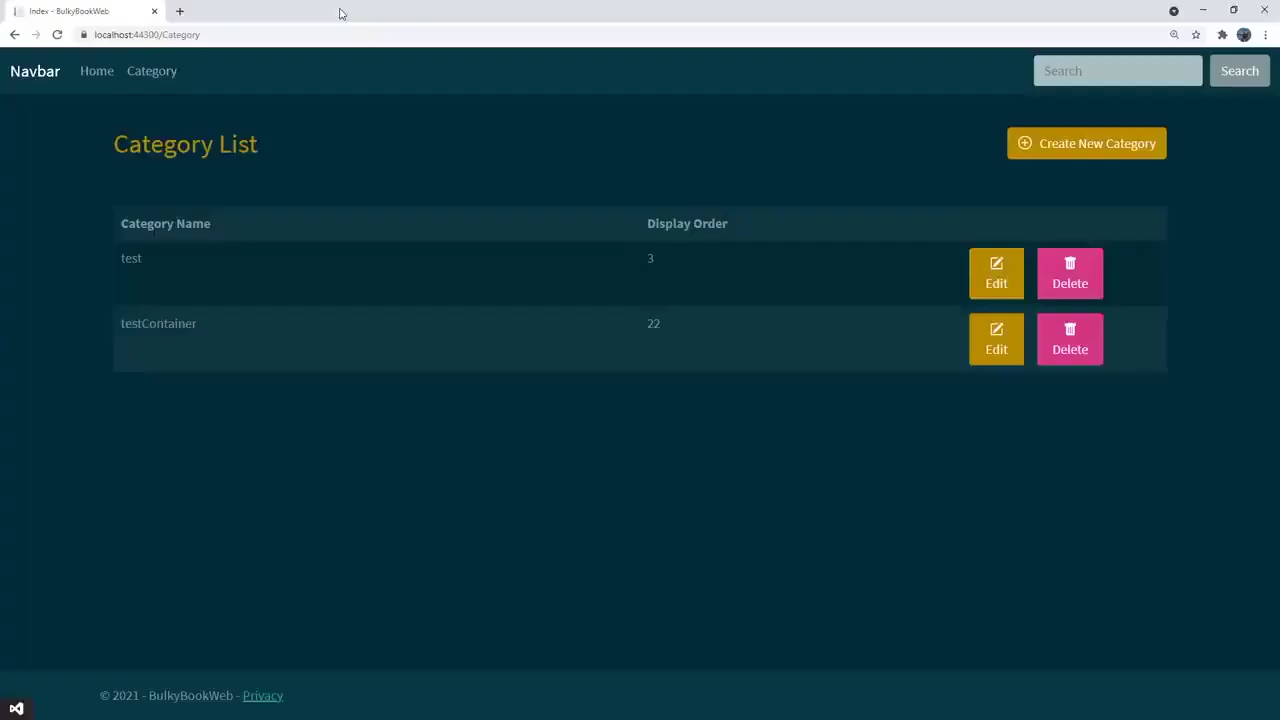 Index - BulkyBookWeb
localhost:44300/Category
Navbar Home Category Search Search
Category List Create New Category
Category Name Display Order
test 3 Edit Delete
testContainer 22 Edit Delete
© 2021 - BulkyBookWeb - Privacy